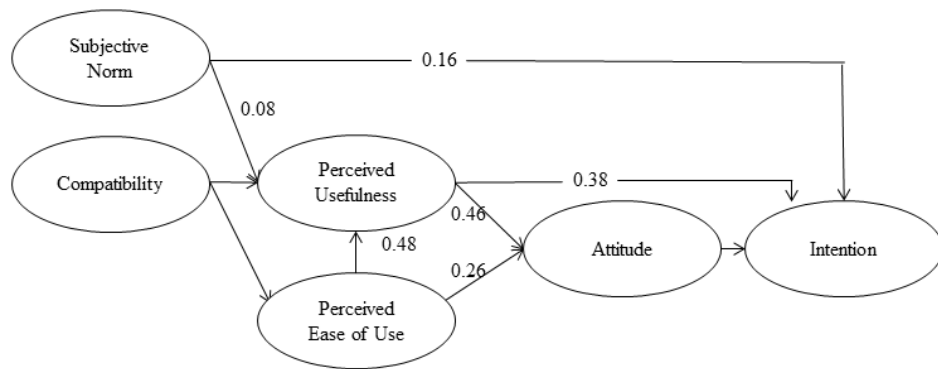 Subjective
Norm
0.16
0.08
Compatibility
Perceived
Usefulness
0.38
0.46
Attitude
Intention
0.48
0.26
Perceived
Ease of Use